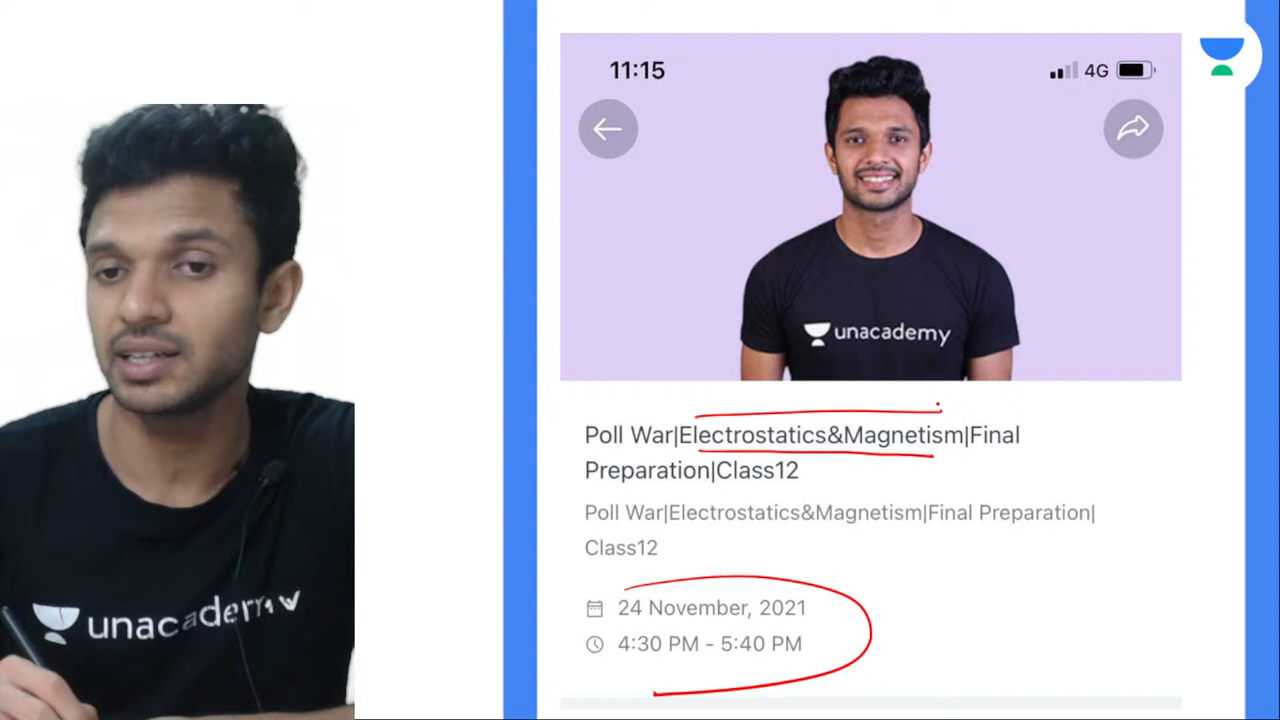 11:15
4G
unacademy
Poll War|Electrostatics&Magnetism|Final
Preparation|Class12
Poll War|Electrostatics&Magnetism|Final Preparation|
Class12
24 November, 2021
4:30 PM - 5:40 PM
unacademy